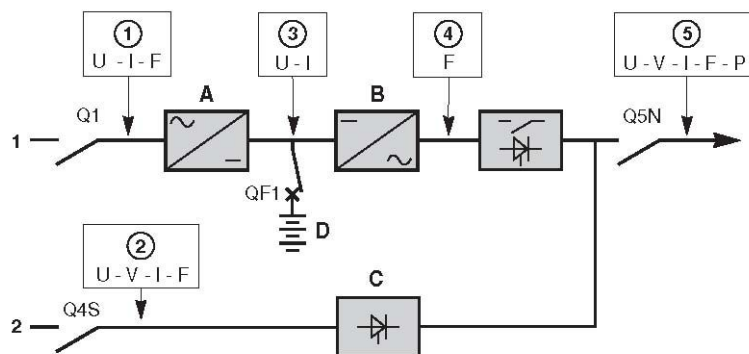 ① ③ ④ ⑤
U - I - F U - I F U - V - I - F - P
A B
Q1 Q5N
1
QF1
D
②
U - V - I - F
C
Q4S
2